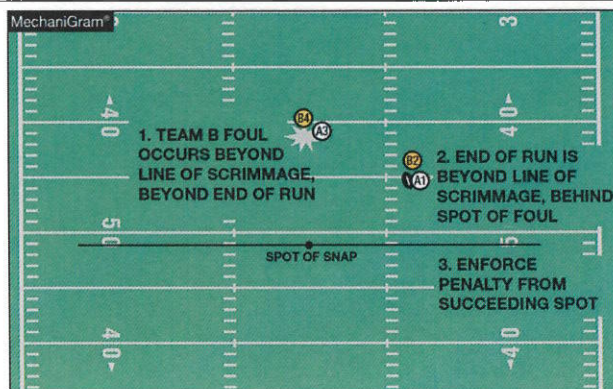 MechaniGram®
3
40
40
B4
A3
1. TEAM B FOUL
OCCURS BEYOND
LINE OF SCRIMMAGE,
BEYOND END OF RUN
B2
A1
2. END OF RUN IS
BEYOND LINE OF
SCRIMMAGE, BEHIND
SPOT OF FOUL
50
5
SPOT OF SNAP
3. ENFORCE
PENALTY FROM
SUCCEEDING SPOT
40
40